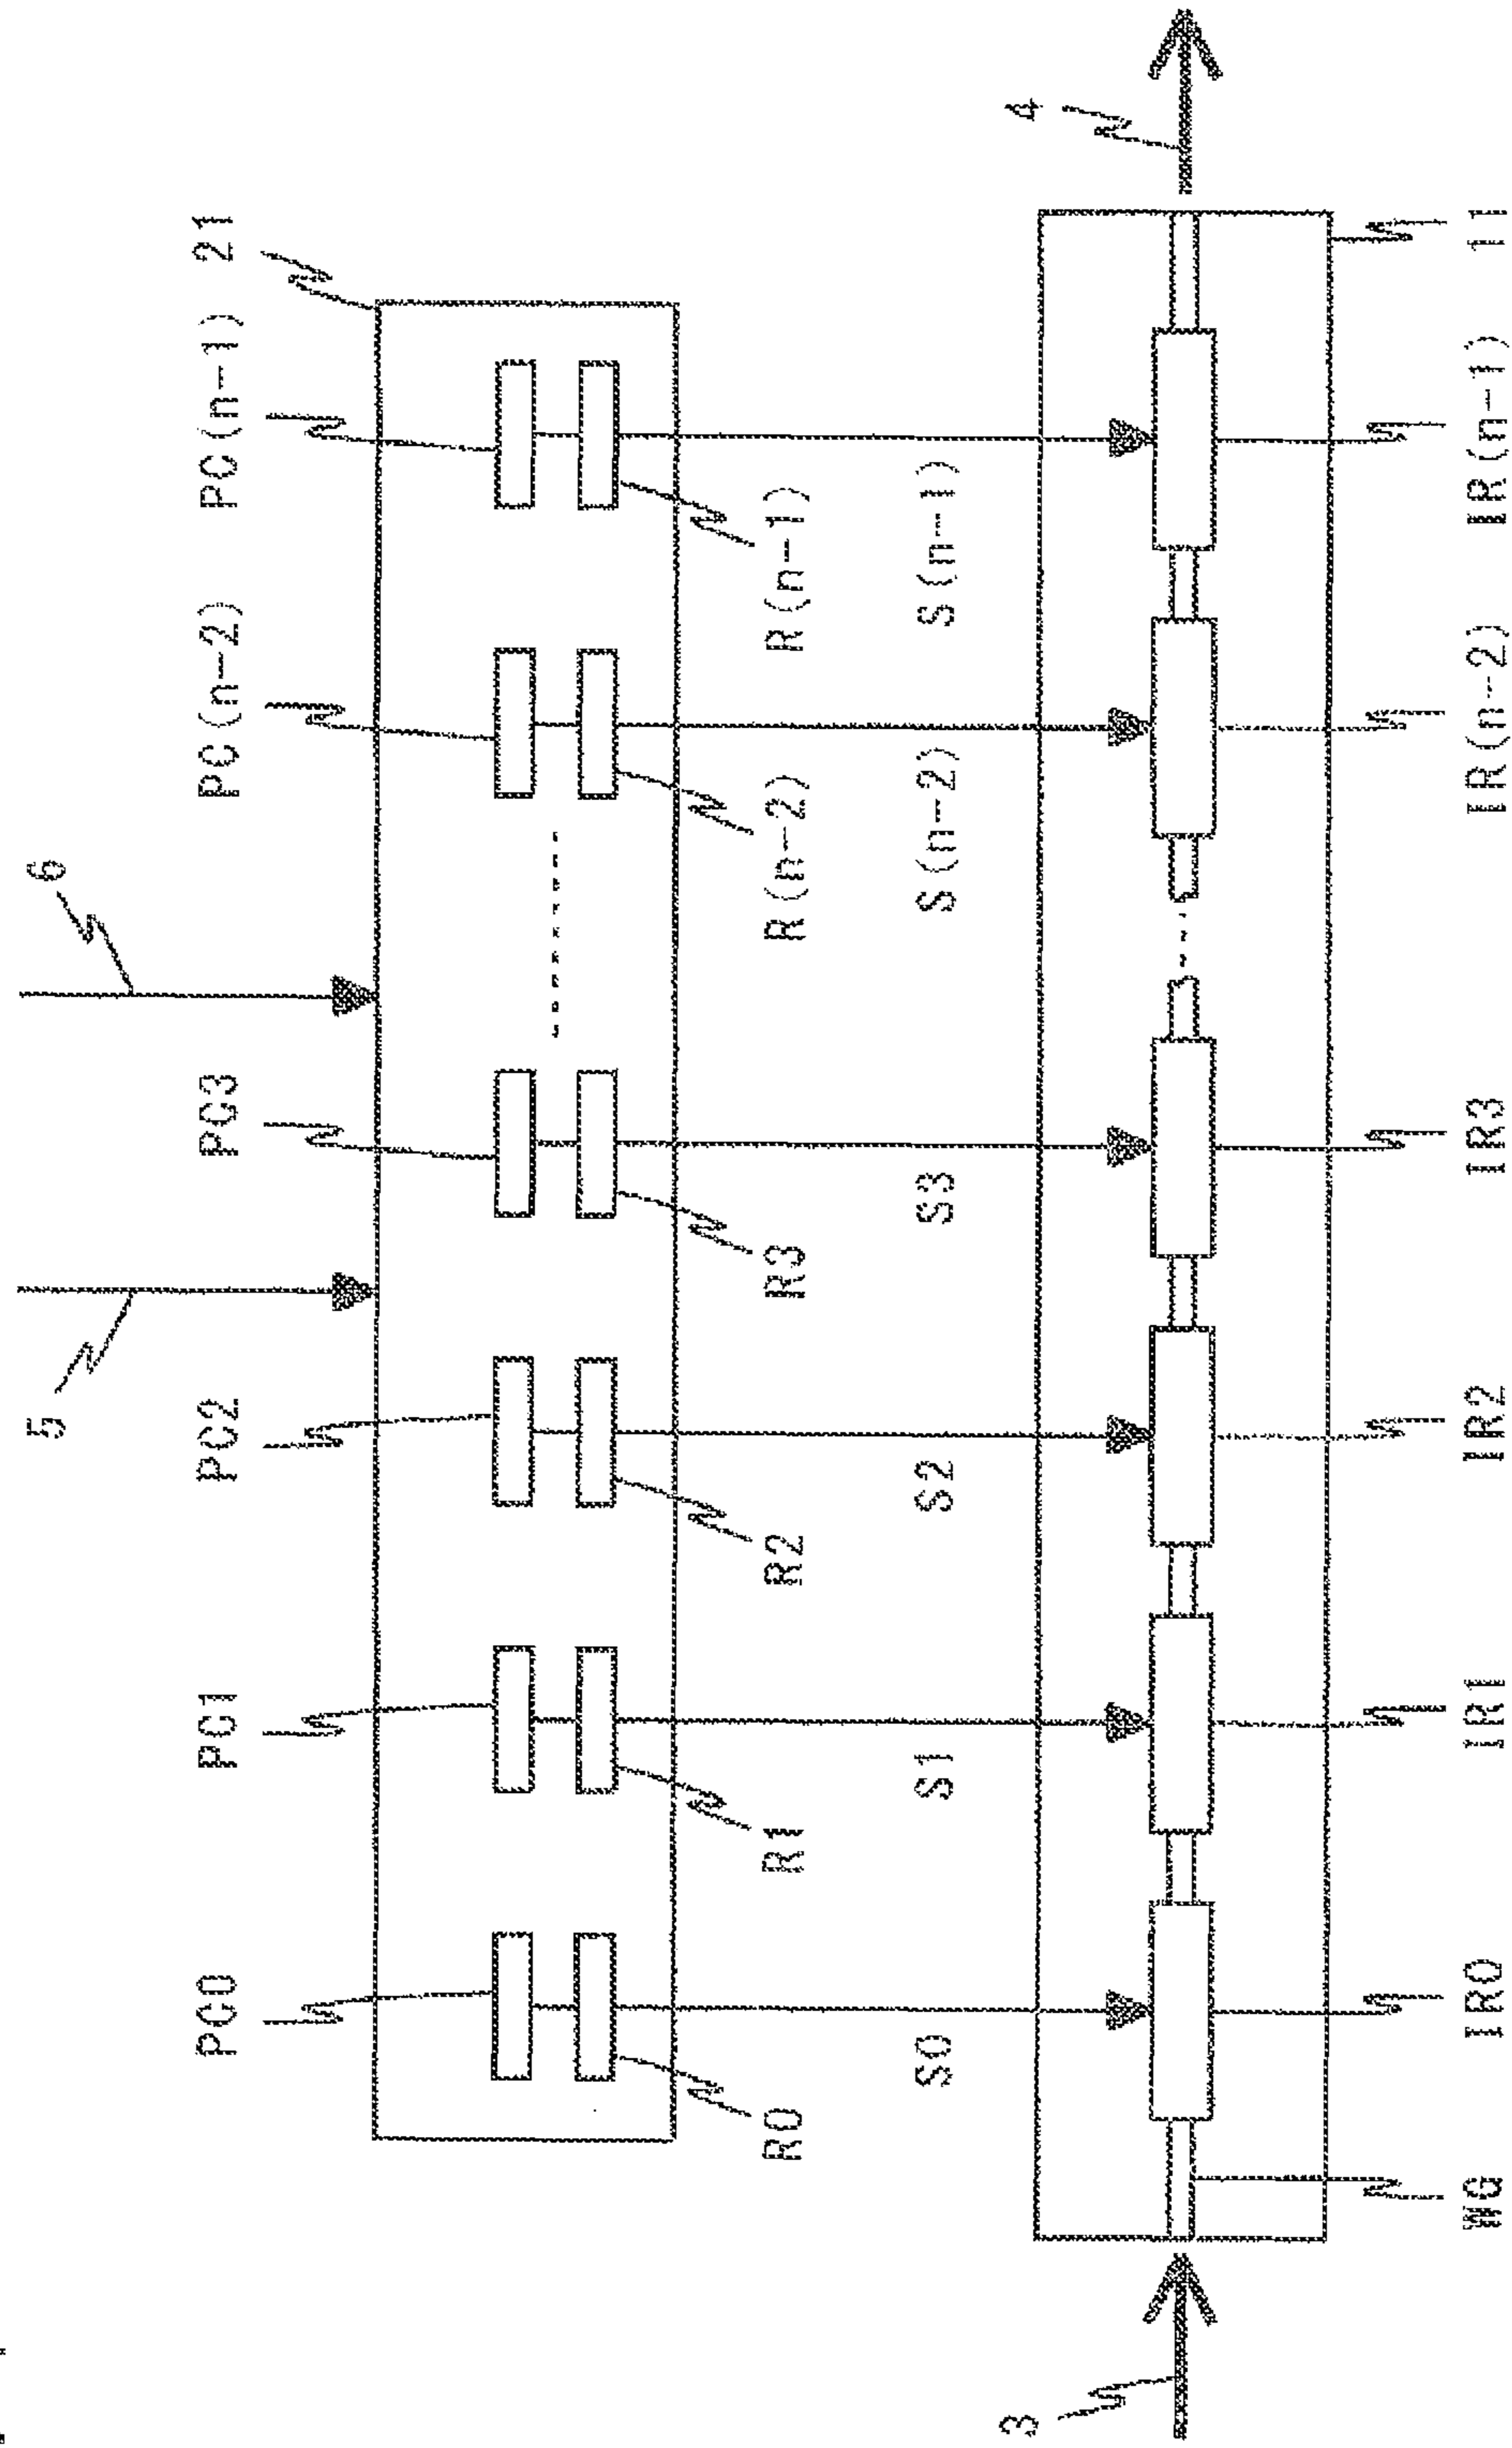 5
6
PC0
PC1
PC2
PC3
PC(n-2)
PC(n-1)
21
R0
R1
R2
R3
R(n-2)
R(n-1)
S0
S1
S2
S3
S(n-2)
S(n-1)
3
4
WG
IR0
IR1
IR2
IR3
IR(n-2)
IR(n-1)
11